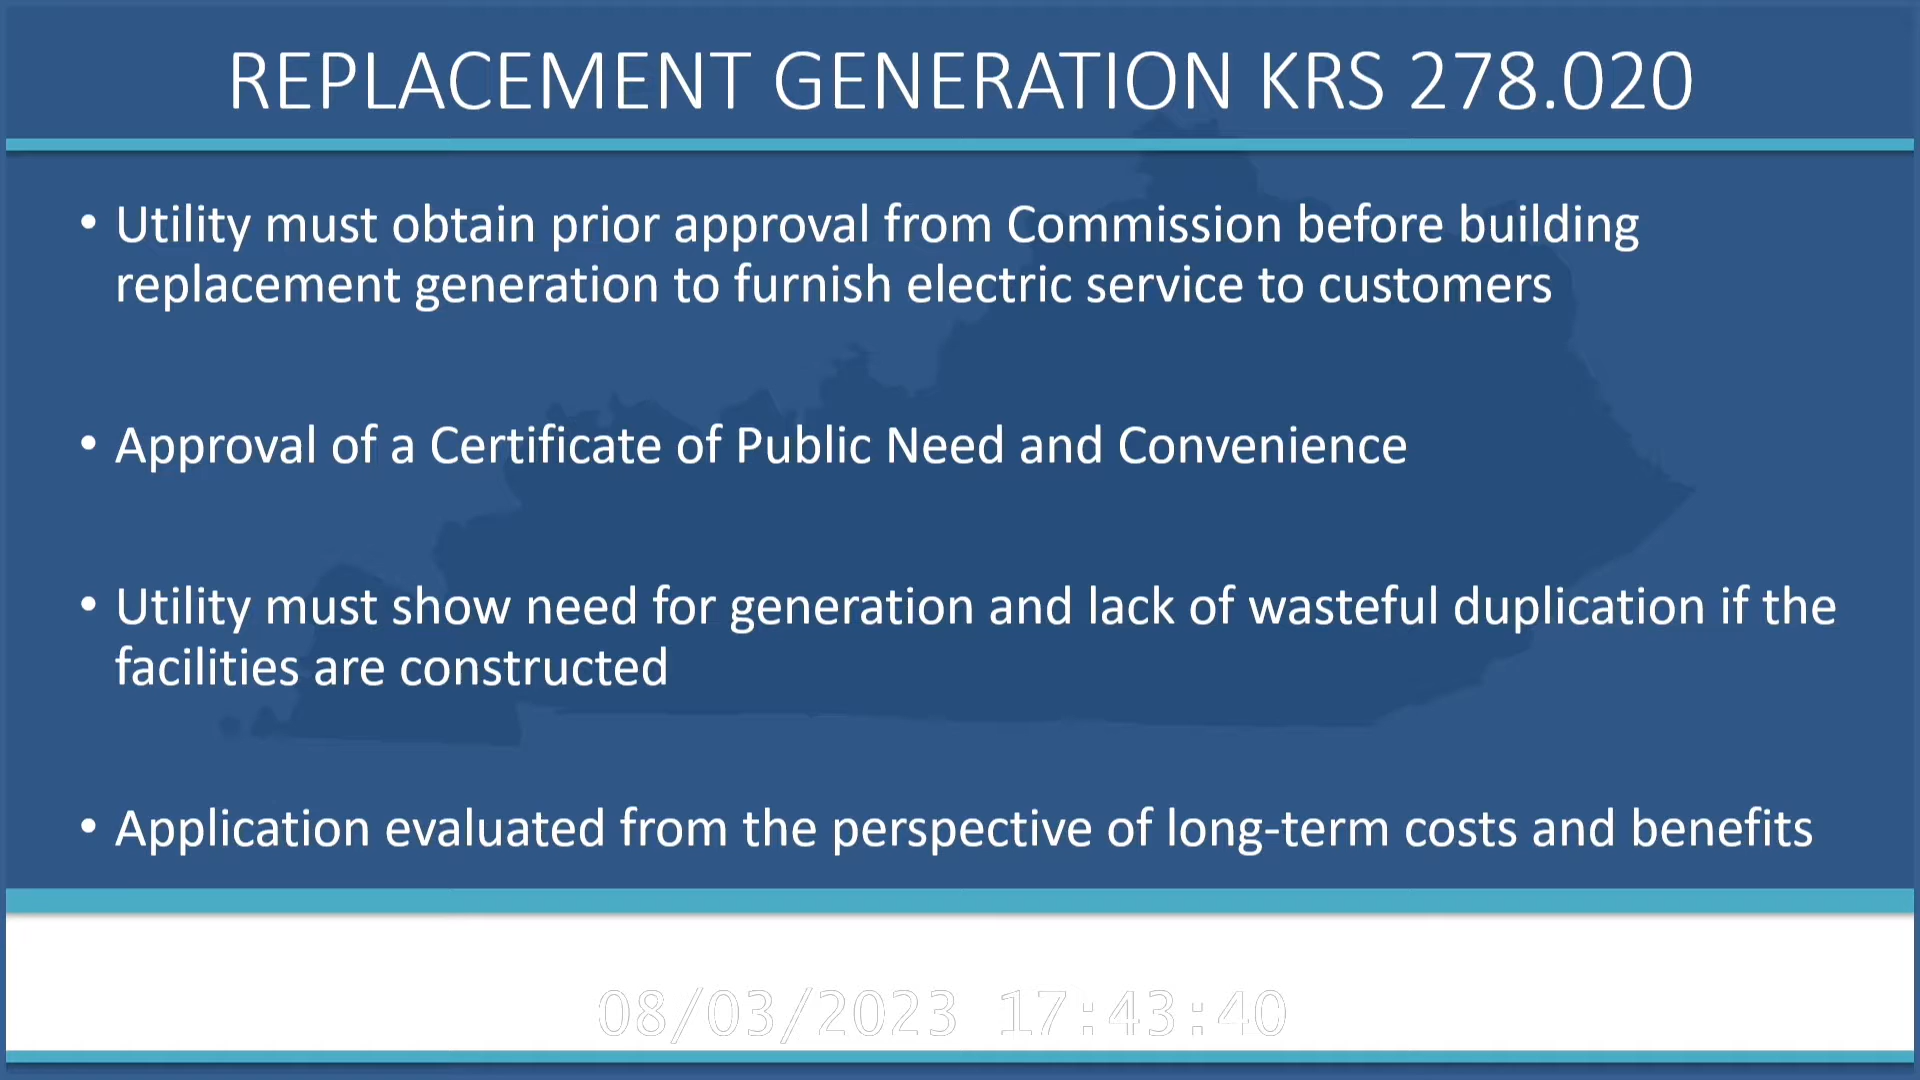 REPLACEMENT GENERATION KRS 278.020
• Utility must obtain prior approval from Commission before building
replacement generation to furnish electric service to customers
• Approval of a Certificate of Public Need and Convenience
• Utility must show need for generation and lack of wasteful duplication if the
facilities are constructed
• Application evaluated from the perspective of long-term costs and benefits
08/03/2023 17:43:40